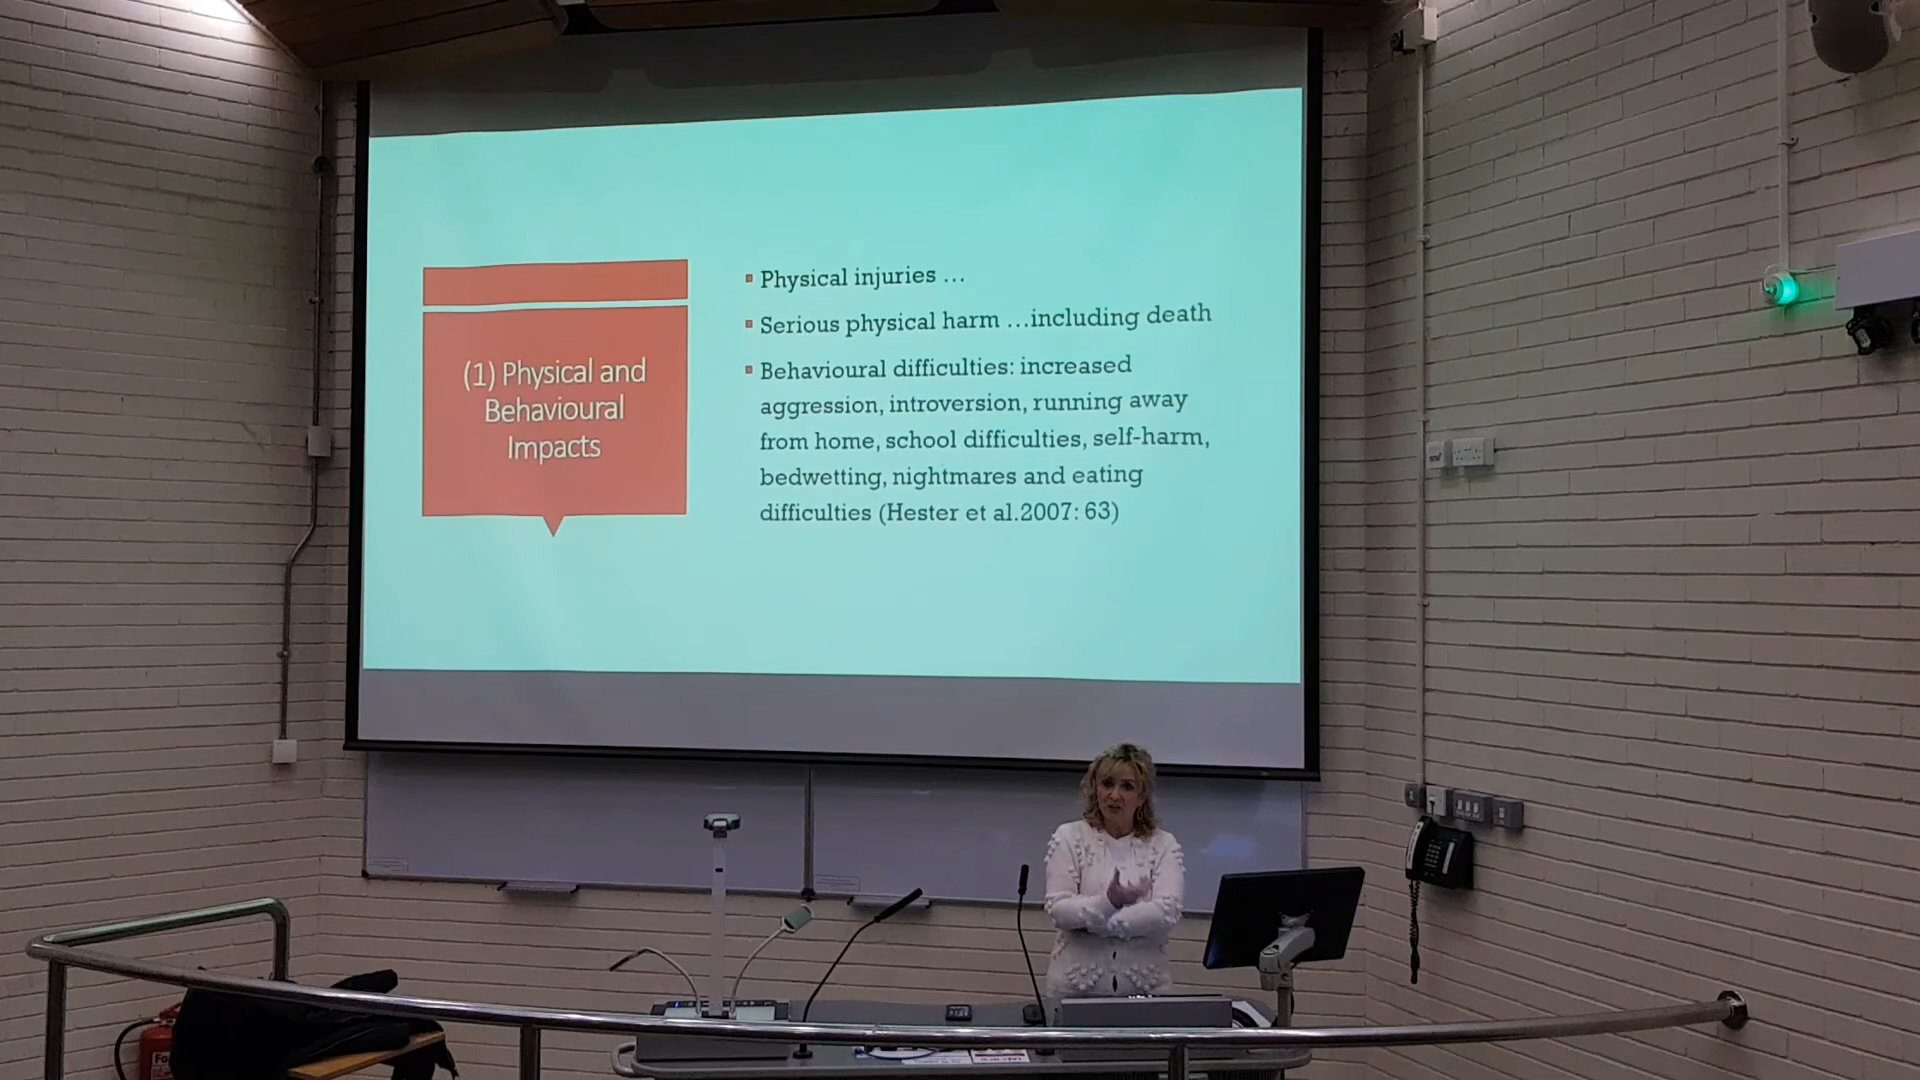 (1) Physical and
Behavioural
Impacts
Physical injuries …
Serious physical harm …including death
Behavioural difficulties: increased
aggression, introversion, running away
from home, school difficulties, self-harm,
bedwetting, nightmares and eating
difficulties (Hester et al.2007: 63)